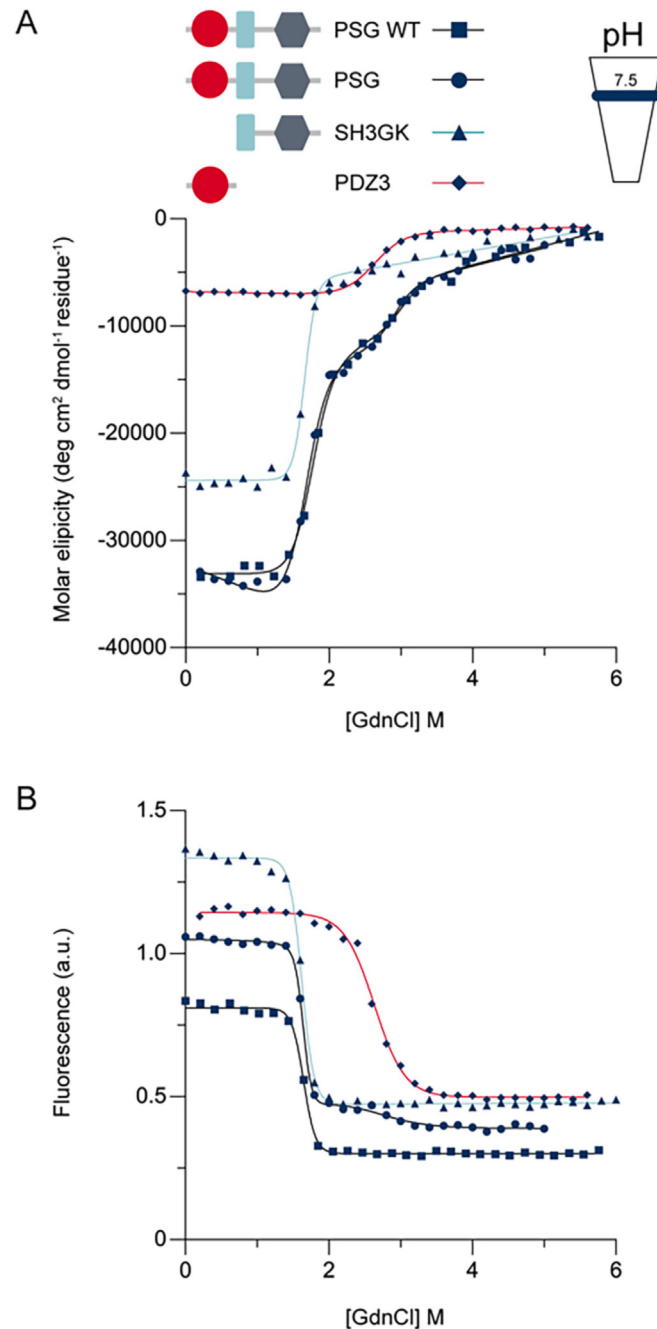 A
PSG WT
PSG
SH3GK
PDZ3
pH
7.5
0
-10000
-20000
-30000
-40000
Molar elipicity (deg cm² dmol⁻¹ residue⁻¹)
0 2 4 6
[GdnCl] M
B
1.5
1.0
0.5
0
Fluorescence (a.u.)
0 2 4 6
[GdnCl] M